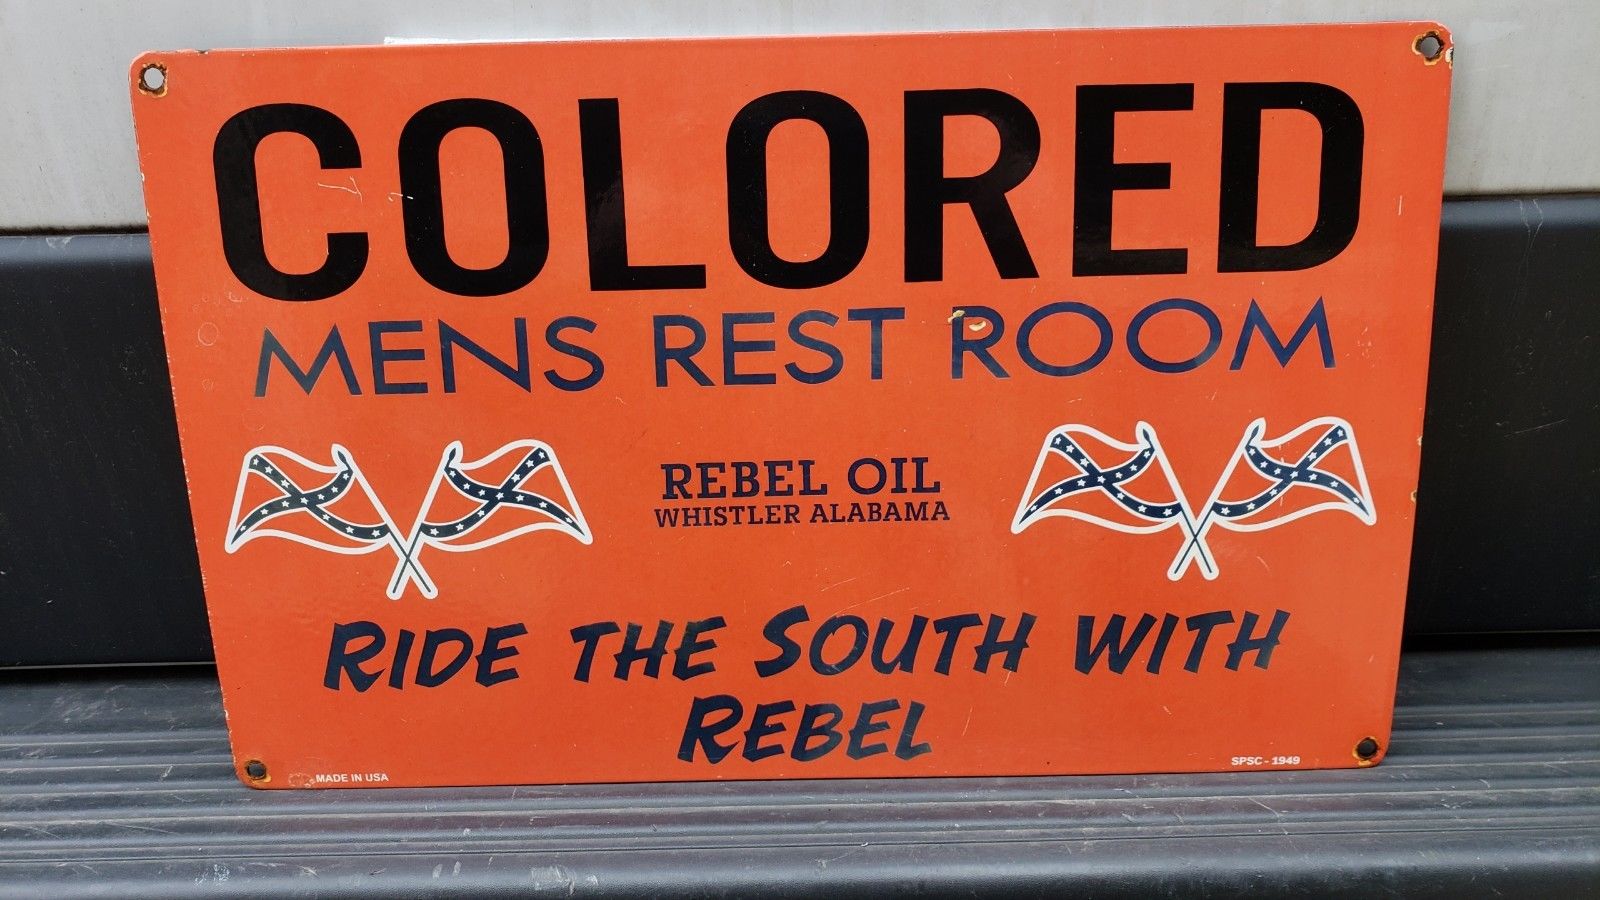 COLORED
MENS REST ROOM
REBEL OIL
WHISTLER ALABAMA
RIDE THE SOUTH WITH
REBEL
MADE IN USA
SPSC - 1949